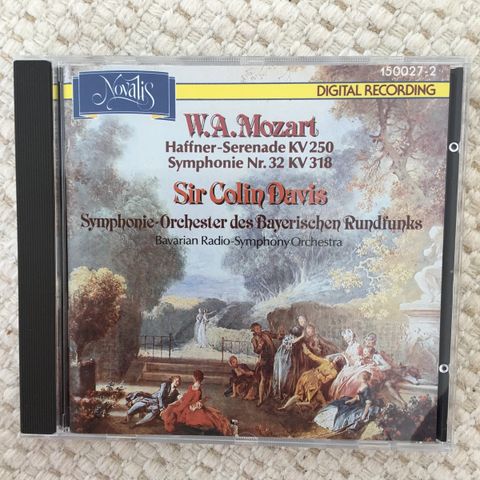 Novalis
150027-2
DIGITAL RECORDING
W.A.Mozart
Haffner-Serenade KV 250
Symphonie Nr. 32 KV 318
Sir Colin Davis
Symphonie-Orchester des Bayerischen Rundfunks
Bavarian Radio-Symphony Orchestra